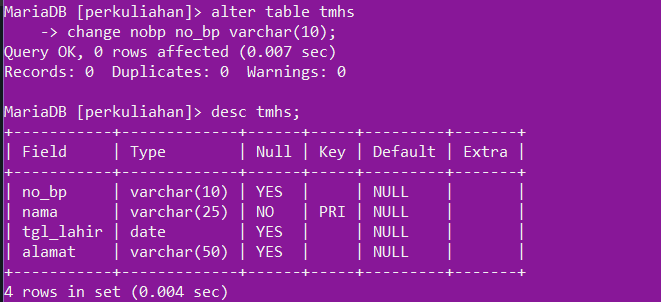 MariaDB [perkuliahan]> alter table tmhs
    -> change nobp no_bp varchar(10);
Query OK, 0 rows affected (0.007 sec)
Records: 0  Duplicates: 0  Warnings: 0

MariaDB [perkuliahan]> desc tmhs;
+-----------+-------------+------+-----+---------+-------+
| Field     | Type        | Null | Key | Default | Extra |
+-----------+-------------+------+-----+---------+-------+
| no_bp     | varchar(10) | YES  |     | NULL    |       |
| nama      | varchar(25) | NO   | PRI | NULL    |       |
| tgl_lahir | date        | YES  |     | NULL    |       |
| alamat    | varchar(50) | YES  |     | NULL    |       |
+-----------+-------------+------+-----+---------+-------+
4 rows in set (0.004 sec)